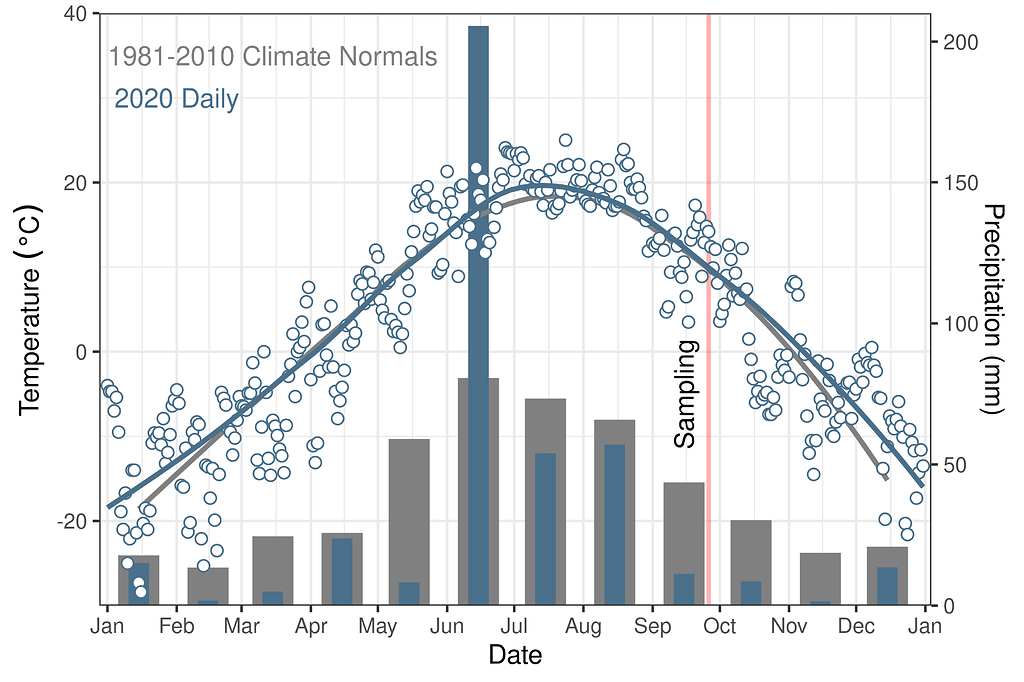 1981-2010 Climate Normals
2020 Daily
40
20
0
-20
Temperature (°C)
200
150
100
50
0
Precipitation (mm)
Sampling
Jan Feb Mar Apr May Jun Jul Aug Sep Oct Nov Dec Jan
Date